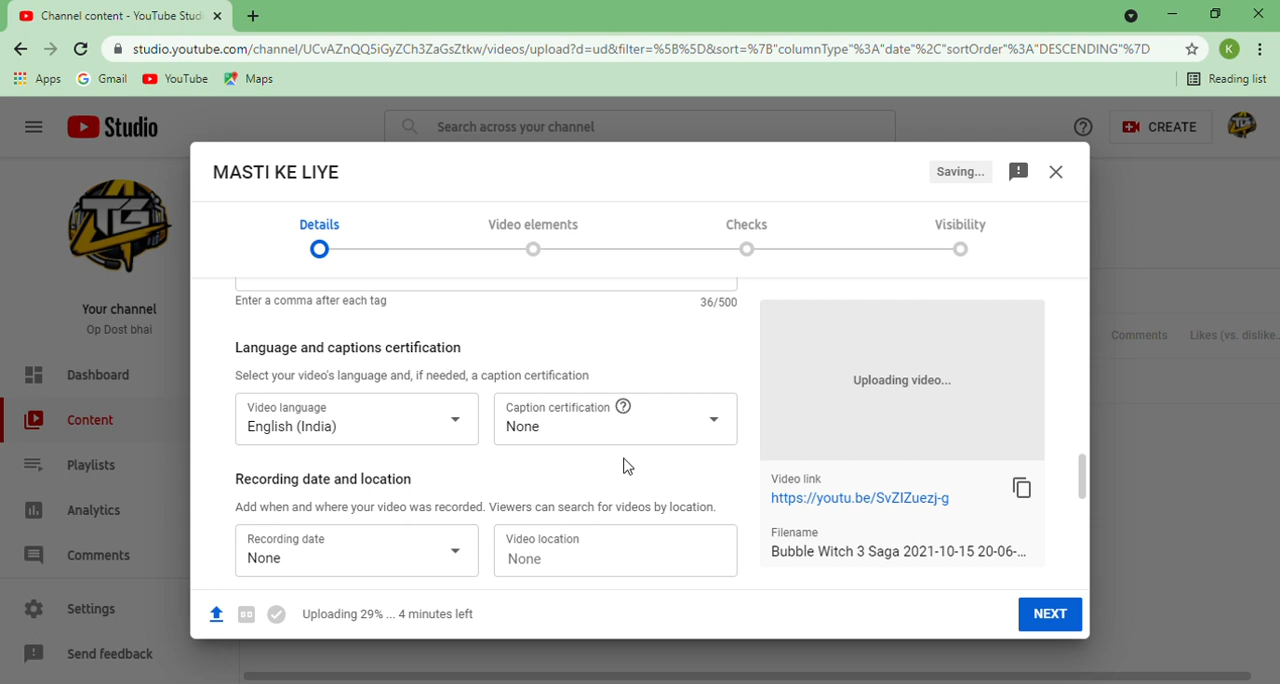 Channel content - YouTube Studi
studio.youtube.com/channel/UCvAZnQQ5iGyZCh3ZaGsZtkw/videos/upload?d=ud&filter=%5B%5D&sort=%7B"columnType"%3A"date"%2C"sortOrder"%3A"DESCENDING"%7D
K
Apps Gmail YouTube Maps Reading list
Studio
Search across your channel
CREATE
MASTI KE LIYE
Saving...
Details Video elements Checks Visibility
TG
Your channel
Op Dost bhai
Dashboard
Content
Playlists
Analytics
Comments
Settings
Send feedback
Enter a comma after each tag 36/500
Language and captions certification
Select your video's language and, if needed, a caption certification
Video language
English (India)
Caption certification
None
Recording date and location
Add when and where your video was recorded. Viewers can search for videos by location.
Recording date
None
Video location
None
Uploading video...
Video link
https://youtu.be/SvZIZuezj-g
Filename
Bubble Witch 3 Saga 2021-10-15 20-06-...
Comments Likes (vs. dislike...
Uploading 29% ... 4 minutes left
NEXT